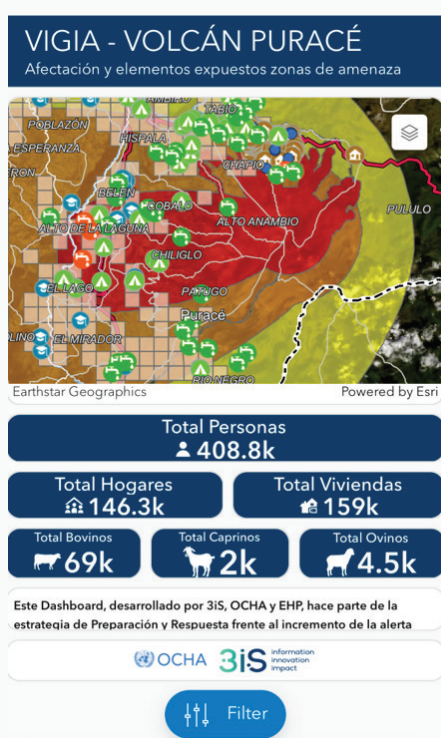 VIGIA - VOLCÁN PURACÉ
Afectación y elementos expuestos zonas de amenaza
AMBIRO
TABIO
POBLAZÓN
HISPALA
ESPERANZA
CHAPIO
BELEN
PULULO
COBALO
ALTO DE LA LAGUNA
ALTO ANAMBIO
CHILIGLO
EL LAGO
PATUGO
Puracé
OLINO
EL MIRADOR
RIO NEGRO
Earthstar Geographics
Powered by Esri
Total Personas
408.8k
Total Hogares
146.3k
Total Viviendas
159k
Total Bovinos
69k
Total Caprinos
2k
Total Ovinos
4.5k
Este Dashboard, desarrollado por 3iS, OCHA y EHP, hace parte de la
estrategia de Preparación y Respuesta frente al incremento de la alerta
OCHA
3iS
information
innovation
impact
Filter